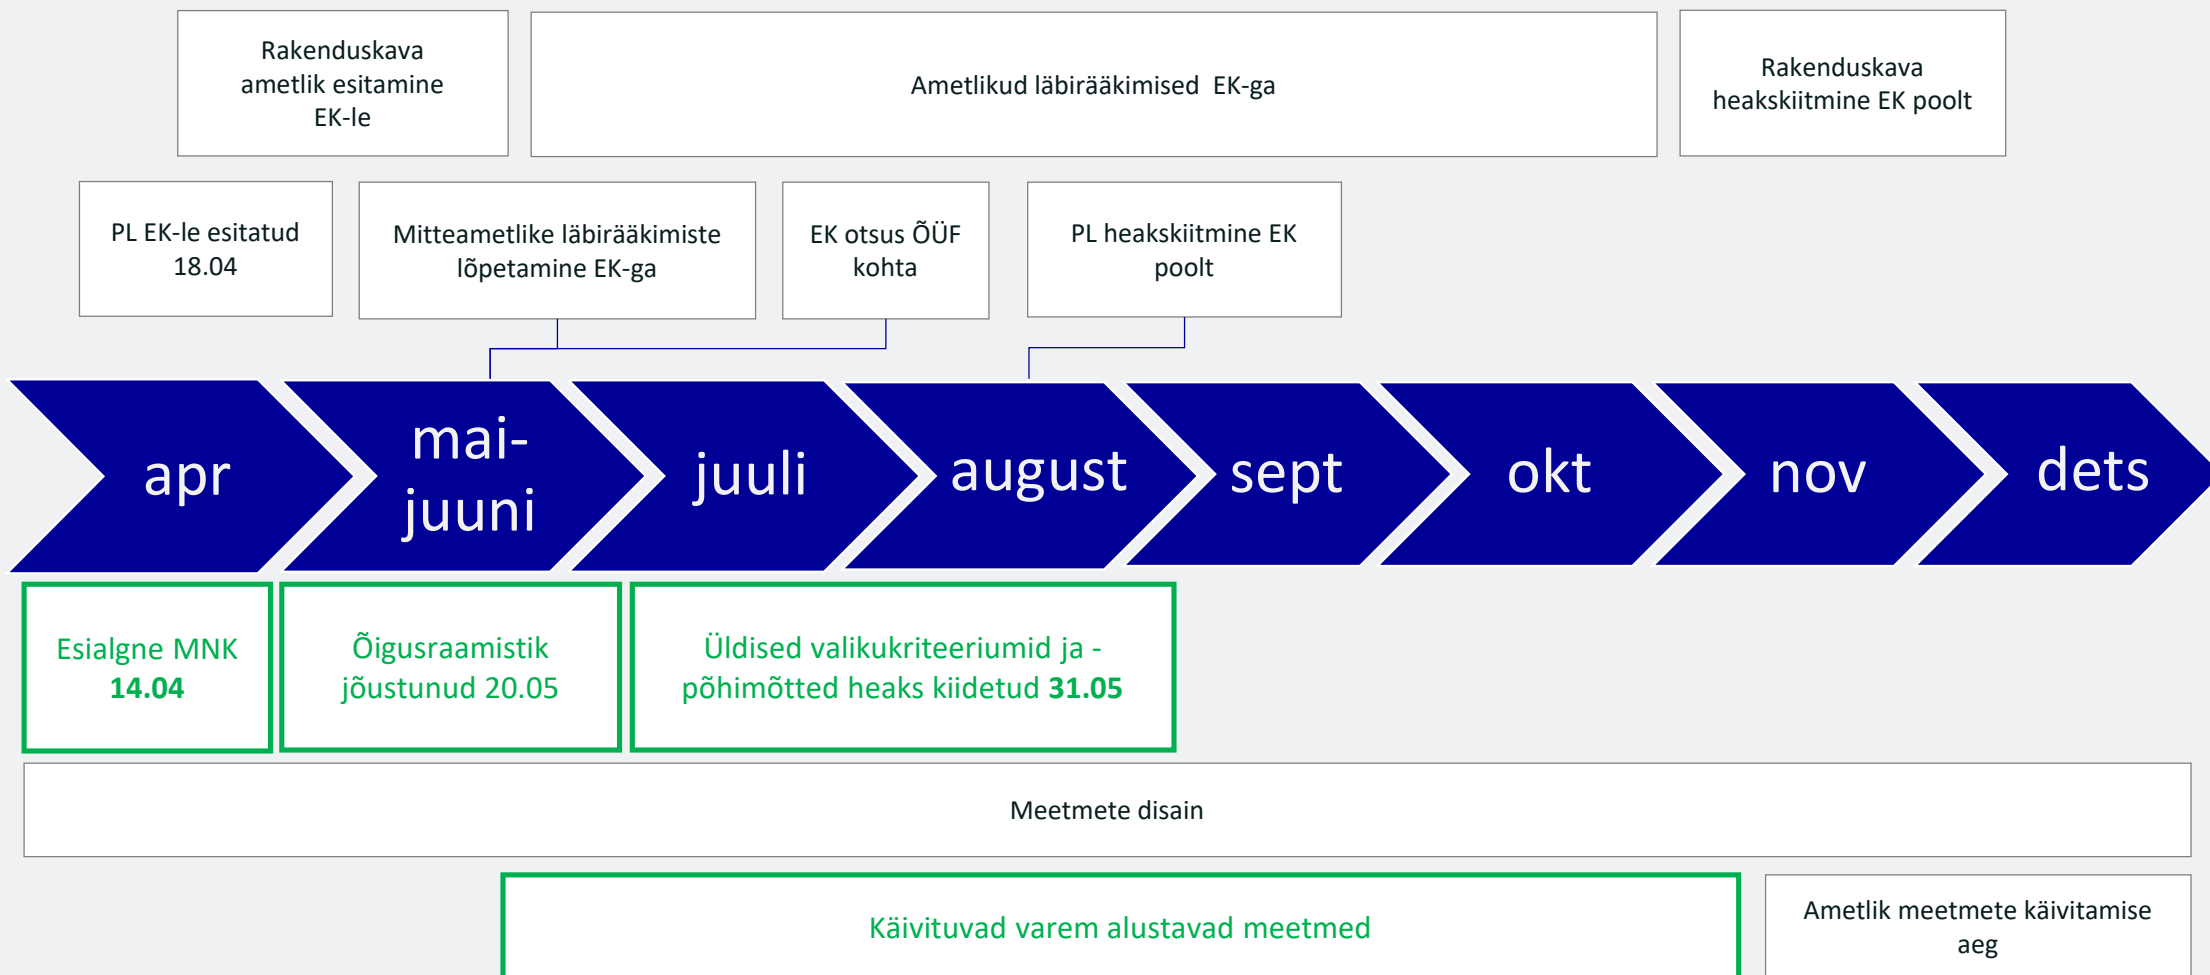 Rakenduskava
ametlik esitamine
EK-le
Ametlikud läbirääkimised EK-ga
Rakenduskava
heakskiitmine EK poolt
PL EK-le esitatud
18.04
Mitteametlike läbirääkimiste
lõpetamine EK-ga
EK otsus ÕÜF
kohta
PL heakskiitmine EK
poolt
apr
mai-
juuni
juuli
august
sept
okt
nov
dets
Esialgne MNK
14.04
Õigusraamistik
jõustunud 20.05
Üldised valikukriteeriumid ja -
põhimõtted heaks kiidetud 31.05
Meetmete disain
Käivituvad varem alustavad meetmed
Ametlik meetmete käivitamise
aeg